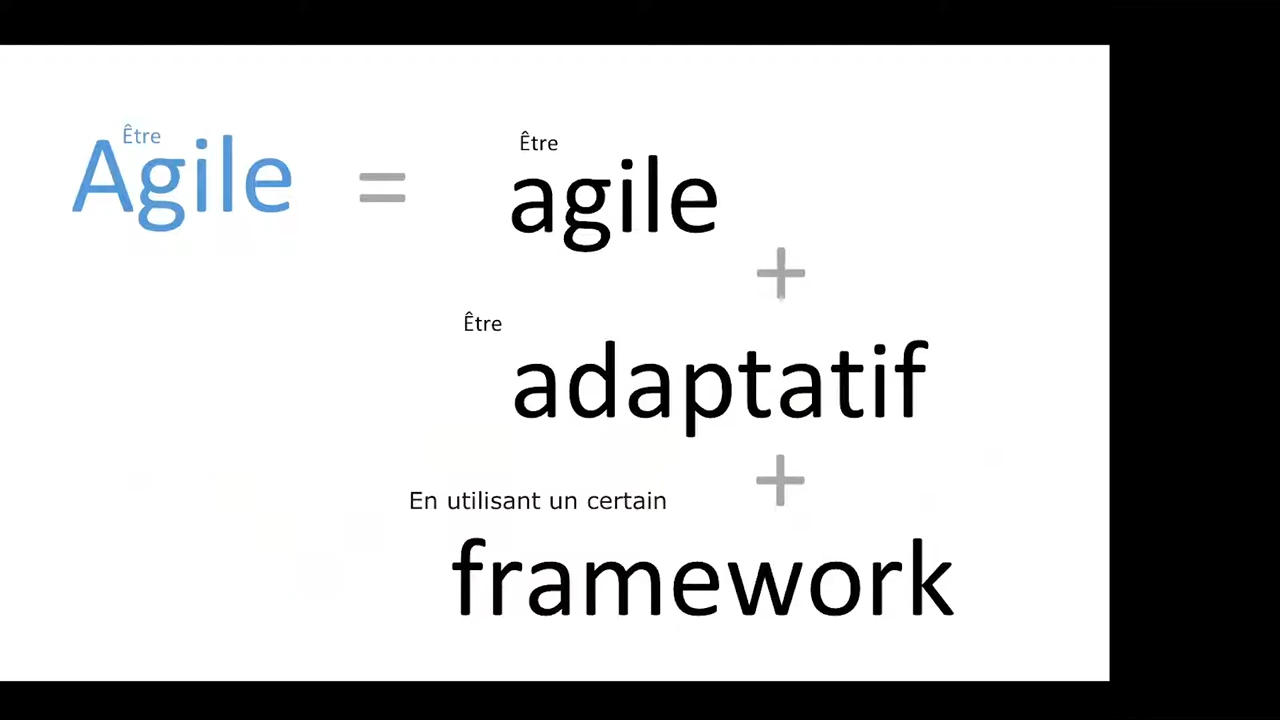 Être
Agile
=
Être
agile
+
Être
adaptatif
+
En utilisant un certain
framework